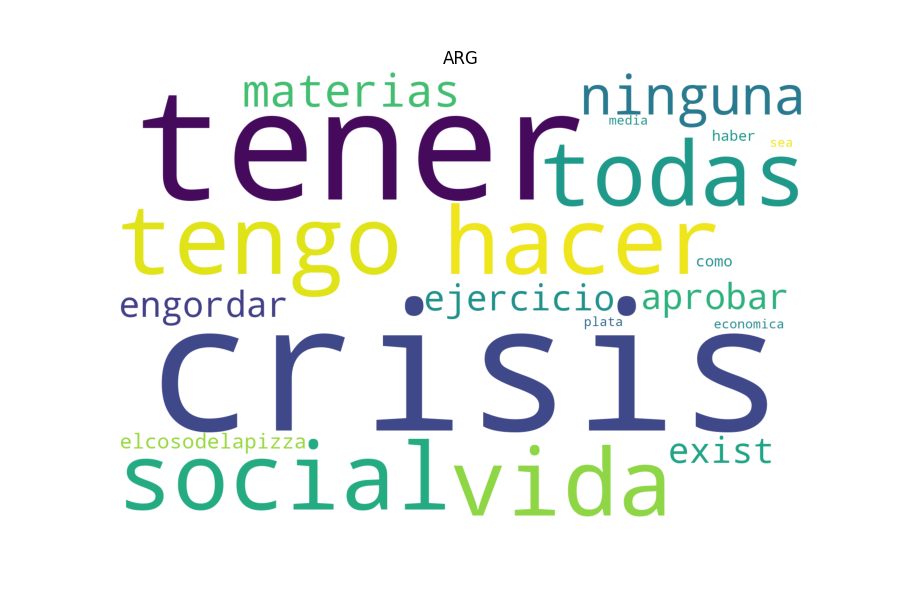 ARG
materias ninguna
tener media
haber sea
todas
tengo hacer como
engordar ejercicio aprobar
plata economica
crisis
elcosodelapizza exist
social vida